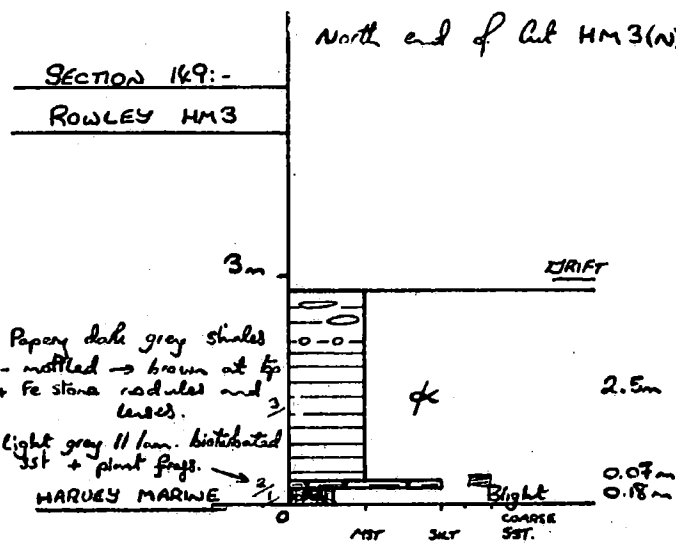 North end of Cut HM3(N)
SECTION 149:-
ROWLEY HM3
3m
DRIFT
Papery dark grey shales
- mottled → brown at top
+ Fe stone nodules and
lenses.
3/
2.5m
Light grey // lam. bioturbated
SST + plant frags.
2/
1
0.07m
0.18m
HARVEY MARINE
Bright
0
MST
SILT
COARSE
SST.